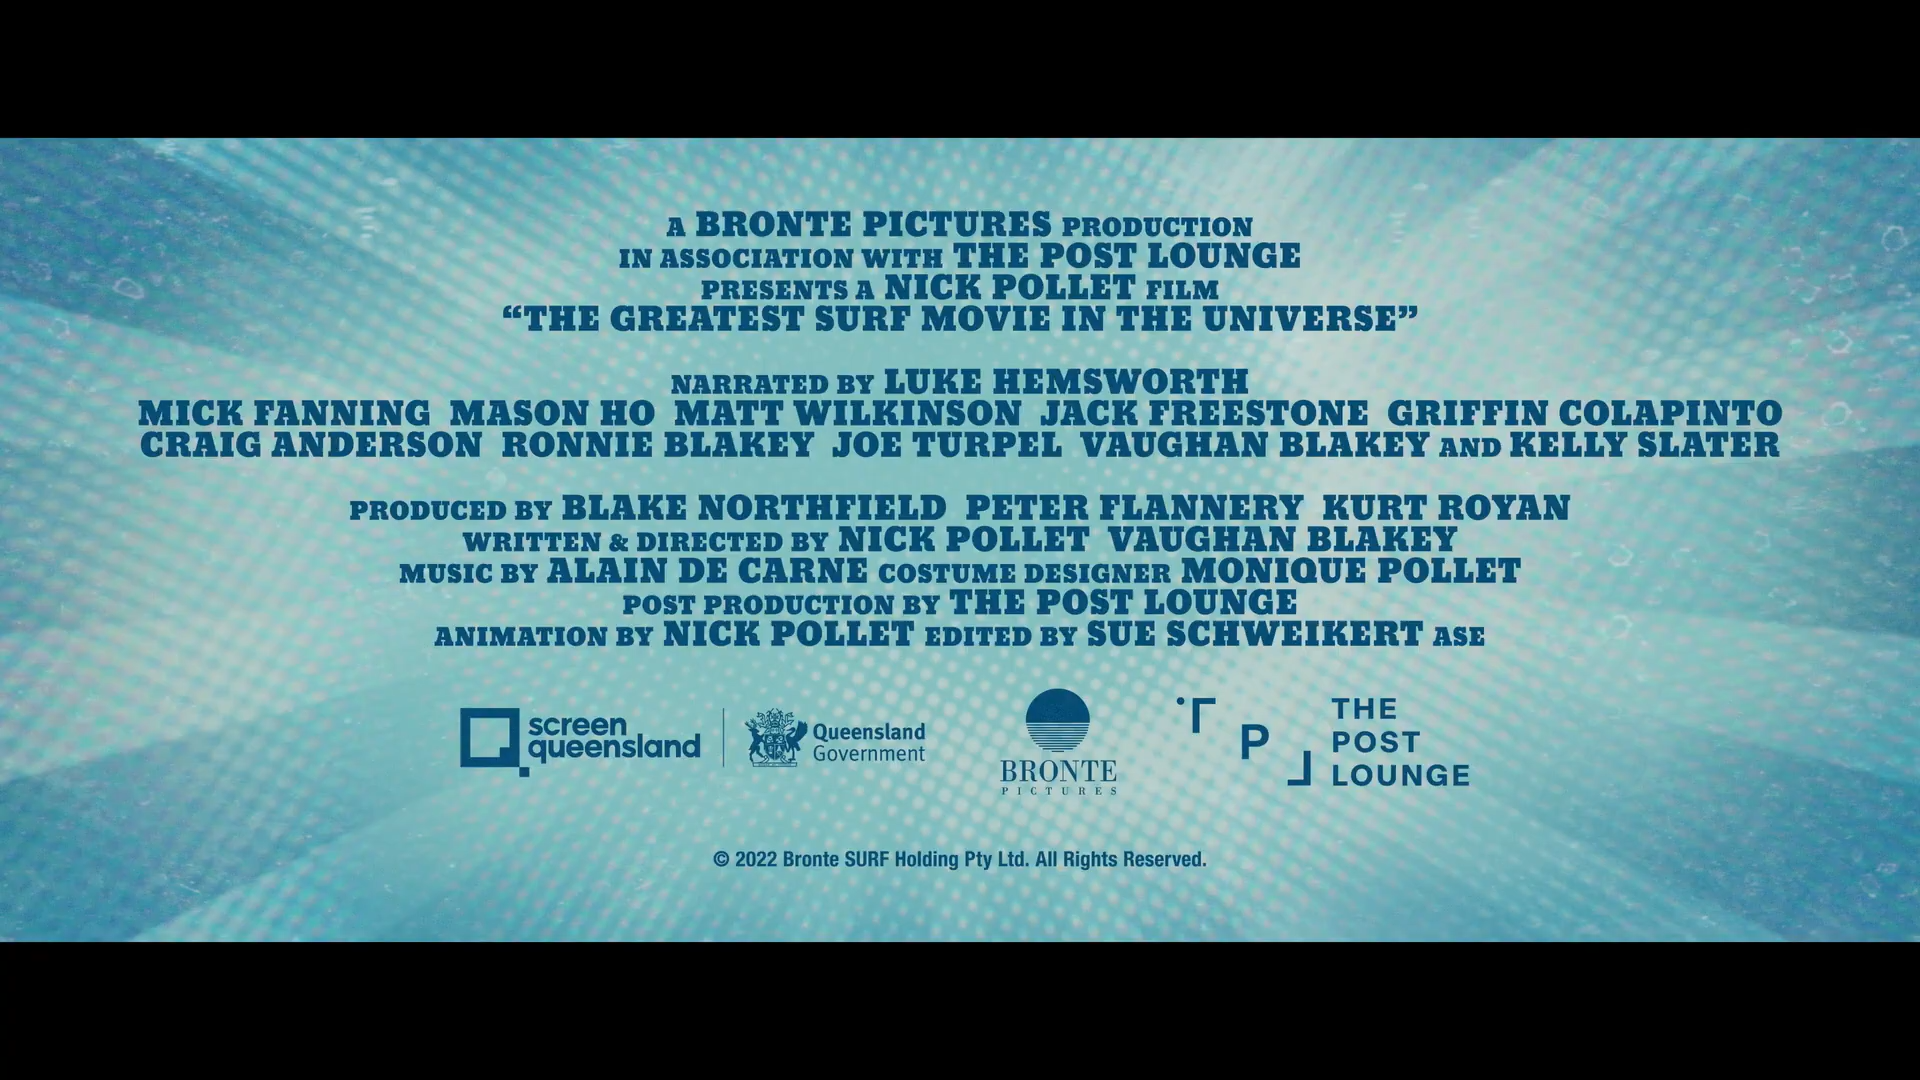 A BRONTE PICTURES PRODUCTION
IN ASSOCIATION WITH THE POST LOUNGE
PRESENTS A NICK POLLET FILM
“THE GREATEST SURF MOVIE IN THE UNIVERSE”
NARRATED BY LUKE HEMSWORTH
MICK FANNING MASON HO MATT WILKINSON JACK FREESTONE GRIFFIN COLAPINTO
CRAIG ANDERSON RONNIE BLAKEY JOE TURPEL VAUGHAN BLAKEY AND KELLY SLATER
PRODUCED BY BLAKE NORTHFIELD PETER FLANNERY KURT ROYAN
WRITTEN & DIRECTED BY NICK POLLET VAUGHAN BLAKEY
MUSIC BY ALAIN DE CARNE COSTUME DESIGNER MONIQUE POLLET
POST PRODUCTION BY THE POST LOUNGE
ANIMATION BY NICK POLLET EDITED BY SUE SCHWEIKERT ASE
screen
queensland
Queensland
Government
BRONTE
PICTURES
T P L
THE
POST
LOUNGE
© 2022 Bronte SURF Holding Pty Ltd. All Rights Reserved.